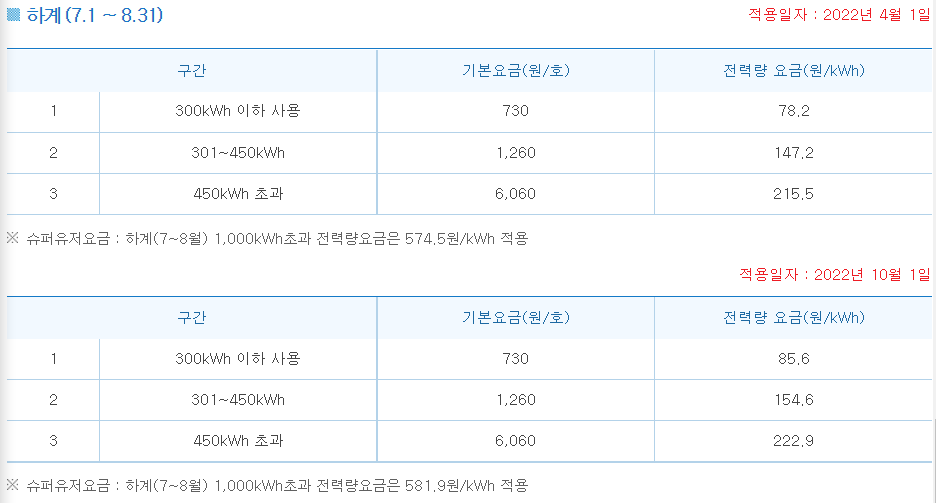 하계 (7.1 ~ 8.31) 적용일자 : 2022년 4월 1일
구간 기본요금(원/호) 전력량 요금(원/kWh)
1 300kWh 이하 사용 730 78.2
2 301~450kWh 1,260 147.2
3 450kWh 초과 6,060 215.5
※ 슈퍼유저요금 : 하계(7~8월) 1,000kWh초과 전력량요금은 574.5원/kWh 적용
적용일자 : 2022년 10월 1일
구간 기본요금(원/호) 전력량 요금(원/kWh)
1 300kWh 이하 사용 730 85.6
2 301~450kWh 1,260 154.6
3 450kWh 초과 6,060 222.9
※ 슈퍼유저요금 : 하계(7~8월) 1,000kWh초과 전력량요금은 581.9원/kWh 적용